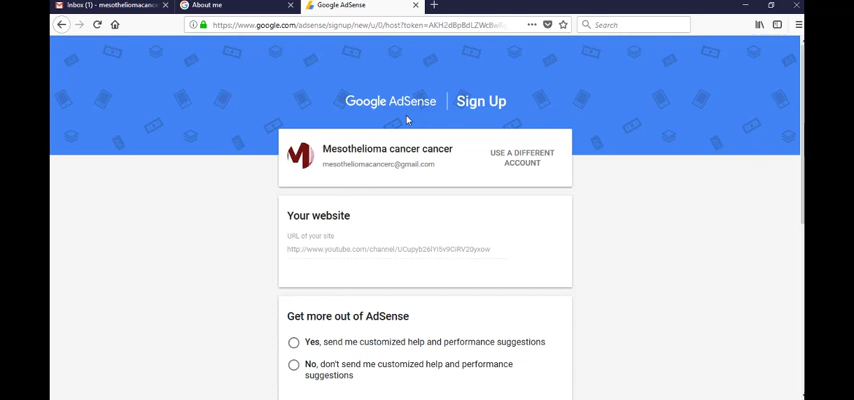 Inbox (1) - mesotheliomacance
About me
Google AdSense
https://www.google.com/adsense/signup/new/u/0/host?token=
Search
Google AdSense | Sign Up
Mesothelioma cancer cancer
mesotheliomacancerc@gmail.com
USE A DIFFERENT
ACCOUNT
Your website
URL of your site
http://www.youtube.com/channel/UCupyb26lYi5v9CiRV20yxow
Get more out of AdSense
Yes, send me customized help and performance suggestions
No, don't send me customized help and performance
suggestions